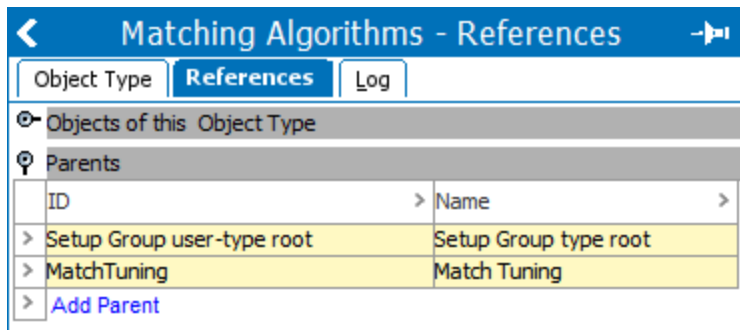 Matching Algorithms - References
Object Type References Log
Objects of this Object Type
Parents
ID > Name >
> Setup Group user-type root Setup Group type root
> MatchTuning Match Tuning
> Add Parent